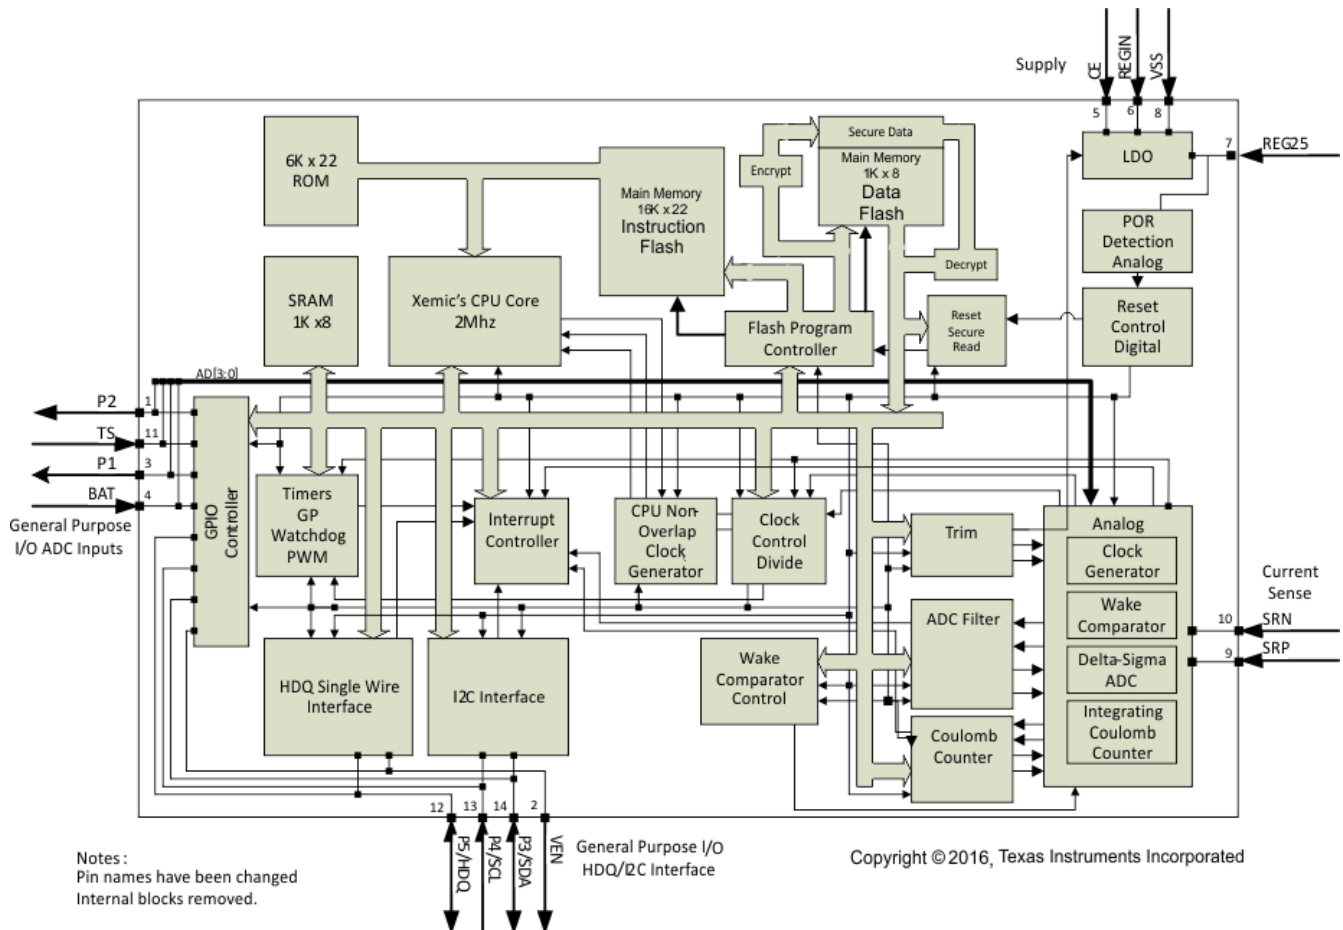 Supply
CE
REGIN
VSS
5
6
8
7
REG25
LDO
6K x 22
ROM
Main Memory
16K x 22
Instruction
Flash
Encrypt
Secure Data
Main Memory
1K x 8
Data
Flash
Decrypt
POR
Detection
Analog
SRAM
1K x8
Xemic's CPU Core
2Mhz
Flash Program
Controller
Reset
Secure
Read
Reset
Control
Digital
AD[3:0]
P2
1
TS
11
P1
3
BAT
4
General Purpose
I/O ADC Inputs
GPIO
Controller
Timers
GP
Watchdog
PWM
Interrupt
Controller
CPU Non-
Overlap
Clock
Generator
Clock
Control
Divide
Trim
Analog
Clock
Generator
Wake
Comparator
Delta-Sigma
ADC
Integrating
Coulomb
Counter
Current
Sense
10
SRN
9
SRP
ADC Filter
HDQ Single Wire
Interface
I2C Interface
Wake
Comparator
Control
Coulomb
Counter
12
13
14
2
P5/HDQ
P4/SCL
P3/SDA
VEN
General Purpose I/O
HDQ/I2C Interface
Notes :
Pin names have been changed
Internal blocks removed.
Copyright © 2016, Texas Instruments Incorporated